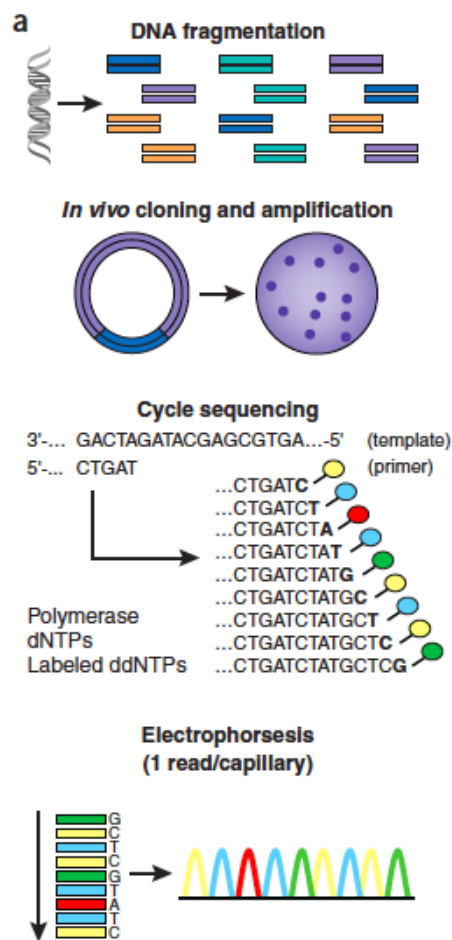 a
DNA fragmentation
In vivo cloning and amplification
Cycle sequencing
3'-... GACTAGATACGAGCGTGA...-5' (template)
5'-... CTGAT (primer)
...CTGATC
...CTGATCT
...CTGATCTA
...CTGATCTAT
...CTGATCTATG
...CTGATCTATGC
...CTGATCTATGCT
...CTGATCTATGCTC
...CTGATCTATGCTCG
Polymerase
dNTPs
Labeled ddNTPs
Electrophorsesis
(1 read/capillary)
G
C
T
C
G
T
A
T
C